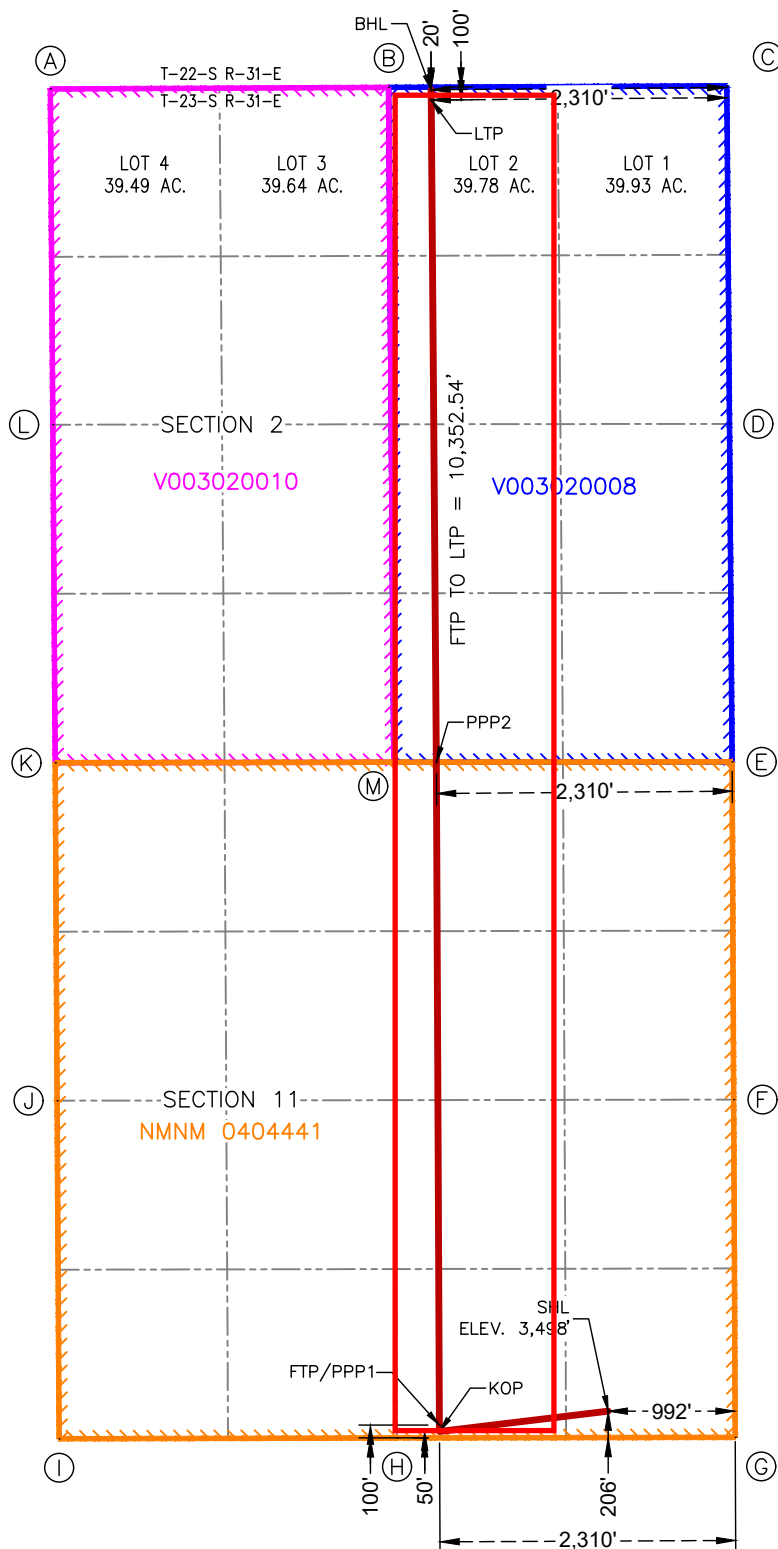 BHL
20'
100'
A
B
C
T-22-S R-31-E
T-23-S R-31-E
2,310'
LTP
LOT 4
39.49 AC.
LOT 3
39.64 AC.
LOT 2
39.78 AC.
LOT 1
39.93 AC.
FTP TO LTP = 10,352.54'
L
SECTION 2
D
V003020010
V003020008
PPP2
K
M
E
2,310'
J
SECTION 11
F
NMNM 0404441
SHL
ELEV. 3,498'
FTP/PPP1
KOP
992'
I
H
G
100'
50'
206'
2,310'